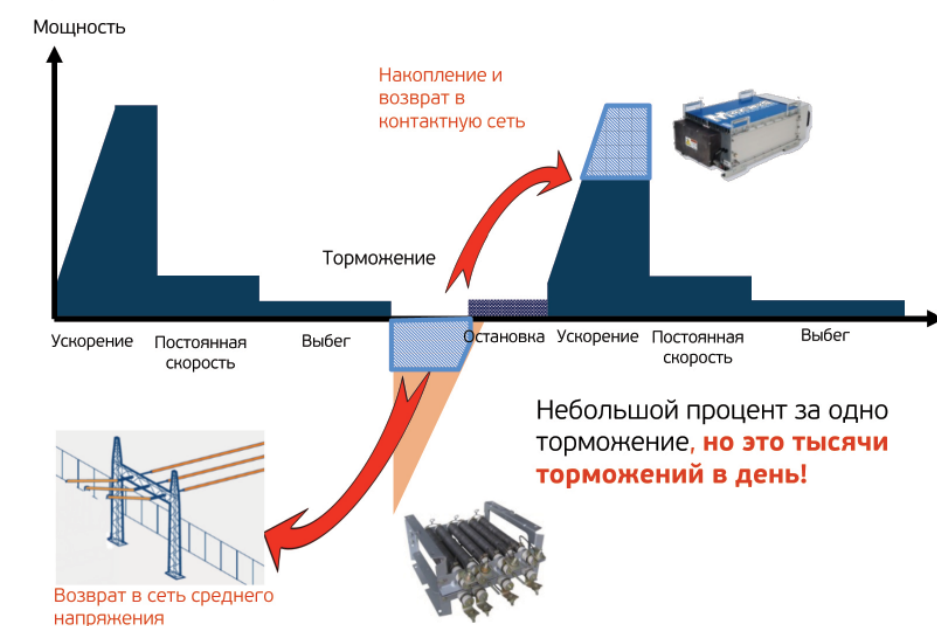 Мощность
Накопление и
возврат в
контактную сеть
Торможение
Ускорение
Постоянная
скорость
Выбег
Остановка
Ускорение
Постоянная
скорость
Выбег
Небольшой процент за одно
торможение, но это тысячи
торможений в день!
Возврат в сеть среднего
напряжения